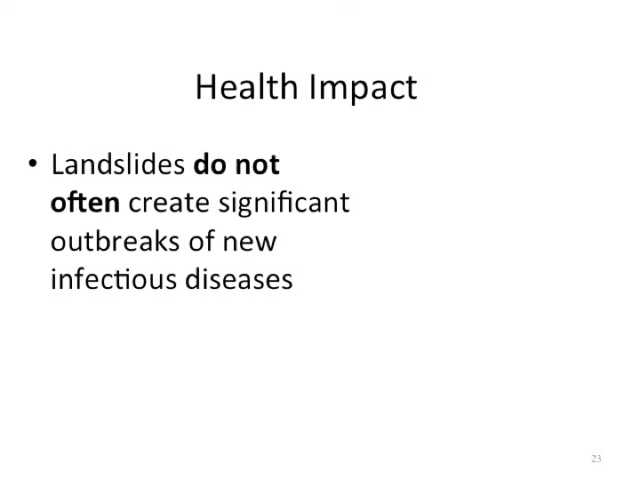 Health Impact
• Landslides do not
often create significant
outbreaks of new
infectious diseases
23